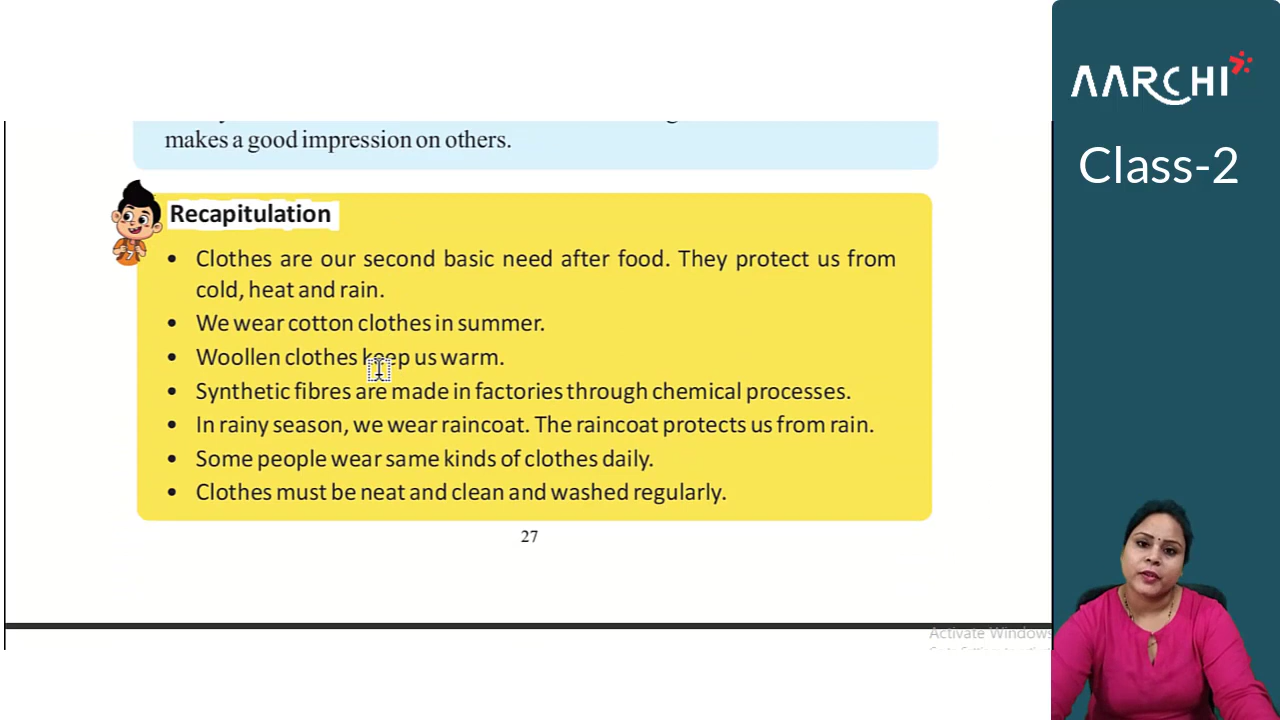 makes a good impression on others.
Recapitulation
• Clothes are our second basic need after food. They protect us from
cold, heat and rain.
• We wear cotton clothes in summer.
• Woollen clothes keep us warm.
• Synthetic fibres are made in factories through chemical processes.
• In rainy season, we wear raincoat. The raincoat protects us from rain.
• Some people wear same kinds of clothes daily.
• Clothes must be neat and clean and washed regularly.
27
Activate Windows
AARCHI
Class-2